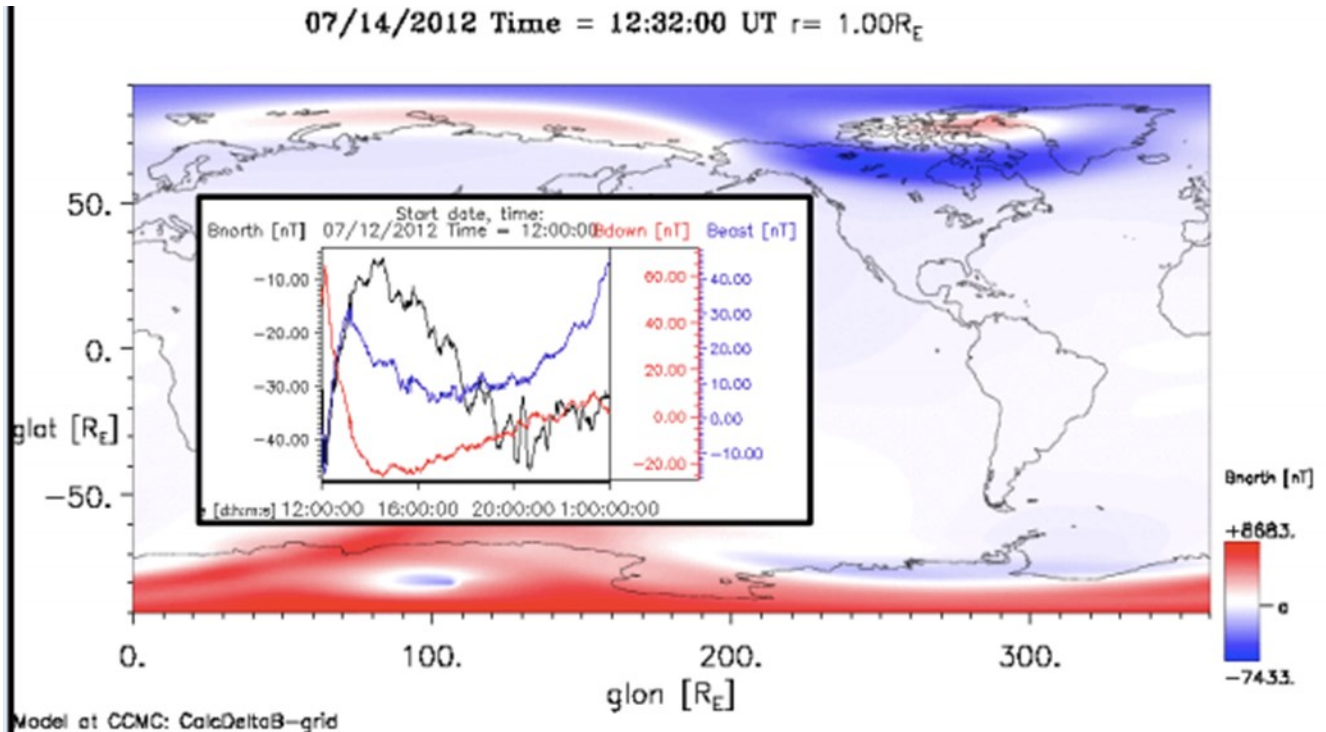 07/14/2012 Time = 12:32:00 UT r= 1.00R_E
50.
0.
glat [R_E]
-50.
Start date, time:
Bnorth [nT] 07/12/2012 Time = 12:00:00 Bdown [nT] Beast [nT]
-10.00
-20.00
-30.00
-40.00
60.00
40.00
20.00
0.00
-20.00
40.00
30.00
20.00
10.00
0.00
-10.00
[d:h:m:s] 12:00:00 16:00:00 20:00:00 1:00:00:00
Bnorth [nT]
+8683.
0
-7433.
0. 100. 200. 300.
glon [R_E]
Model at CCMC: CalcDeltaB-grid